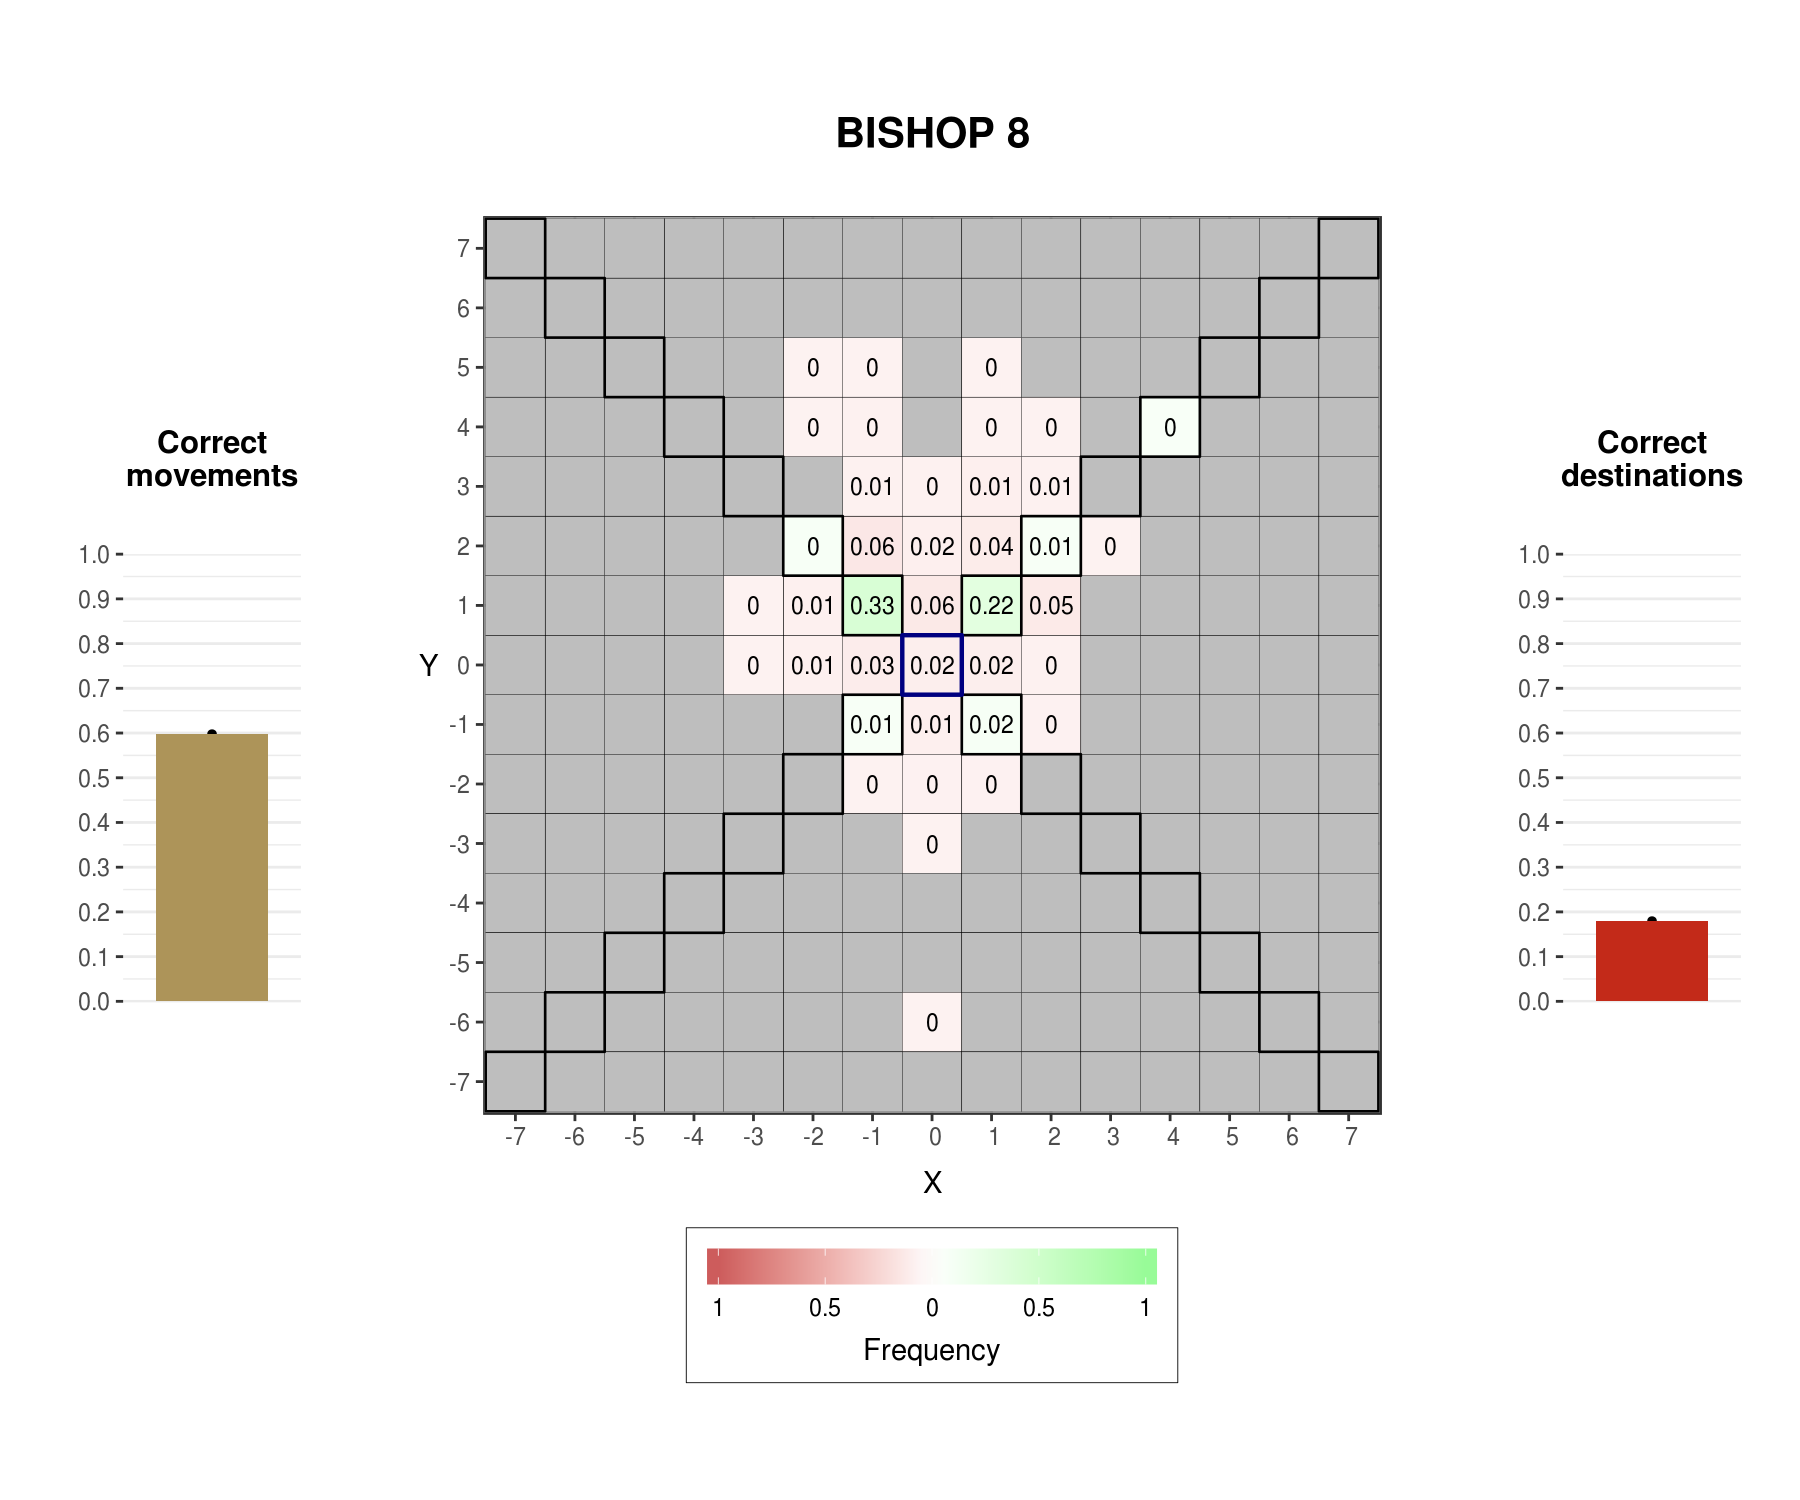 BISHOP 8
Correct
movements
1.0
0.9
0.8
0.7
0.6
0.5
0.4
0.3
0.2
0.1
0.0
Y
7
6
5 0 0 0
4 0 0 0 0 0
3 0.01 0 0.01 0.01
2 0 0.06 0.02 0.04 0.01 0
1 0 0.01 0.33 0.06 0.22 0.05
0 0 0.01 0.03 0.02 0.02 0
-1 0.01 0.01 0.02 0
-2 0 0 0
-3 0
-4
-5
-6 0
-7
-7 -6 -5 -4 -3 -2 -1 0 1 2 3 4 5 6 7
X
1 0.5 0 0.5 1
Frequency
Correct
destinations
1.0
0.9
0.8
0.7
0.6
0.5
0.4
0.3
0.2
0.1
0.0